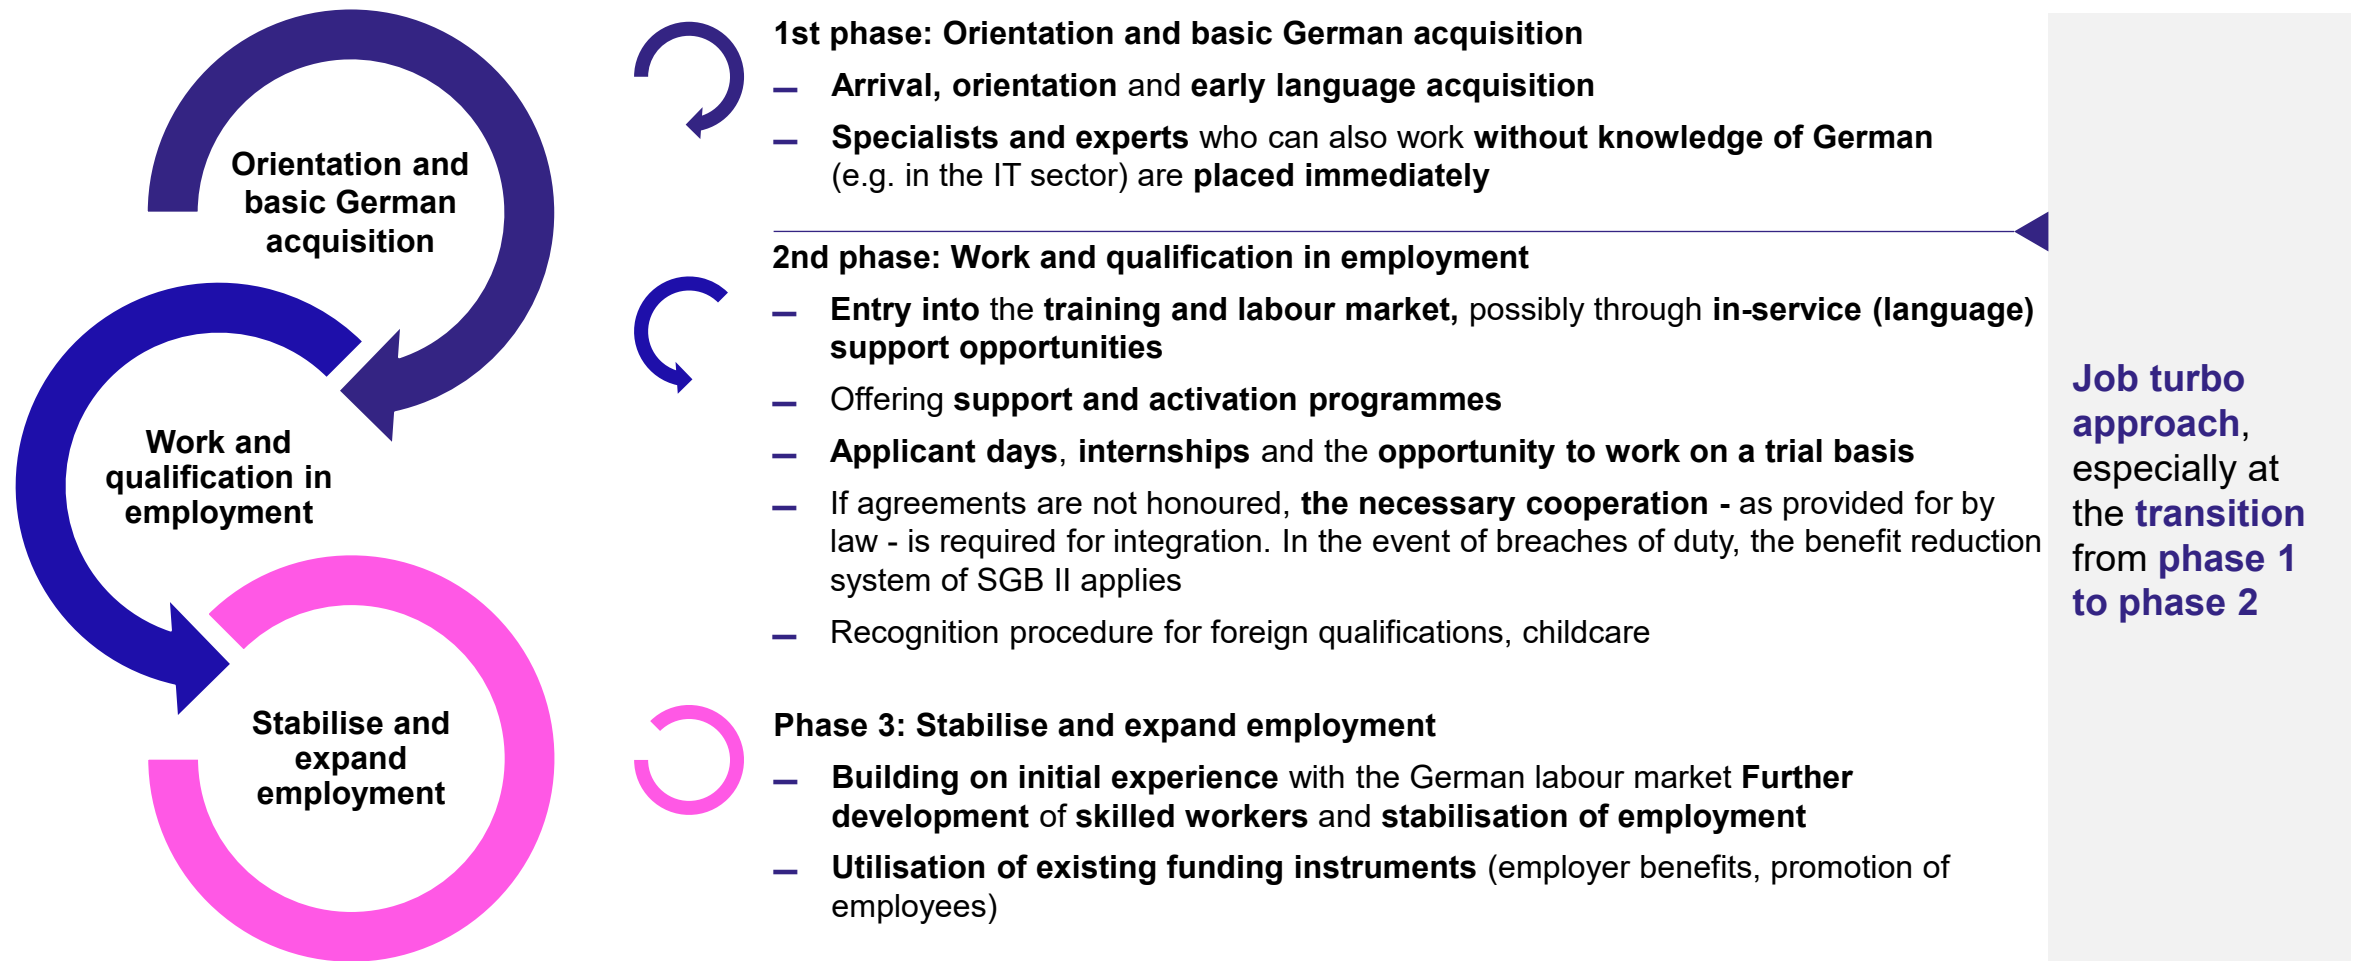 Orientation and
basic German
acquisition
Work and
qualification in
employment
Stabilise and
expand
employment
1st phase: Orientation and basic German acquisition
– Arrival, orientation and early language acquisition
– Specialists and experts who can also work without knowledge of German
(e.g. in the IT sector) are placed immediately
2nd phase: Work and qualification in employment
– Entry into the training and labour market, possibly through in-service (language)
support opportunities
– Offering support and activation programmes
– Applicant days, internships and the opportunity to work on a trial basis
– If agreements are not honoured, the necessary cooperation - as provided for by
law - is required for integration. In the event of breaches of duty, the benefit reduction
system of SGB II applies
– Recognition procedure for foreign qualifications, childcare
Phase 3: Stabilise and expand employment
– Building on initial experience with the German labour market Further
development of skilled workers and stabilisation of employment
– Utilisation of existing funding instruments (employer benefits, promotion of
employees)
Job turbo
approach,
especially at
the transition
from phase 1
to phase 2